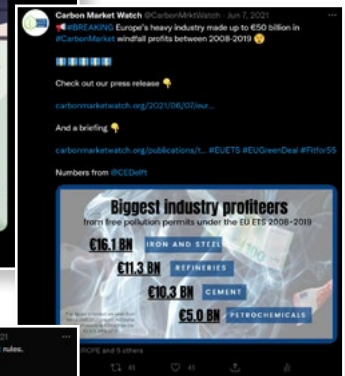 Carbon Market Watch @CarbonMrktWatch · Jun 7, 2021
#BREAKING Europe's heavy industry made up to €50 billion in
#CarbonMarket windfall profits between 2008-2019
Check out our press release
carbonmarketwatch.org/2021/06/07/eur...
And a briefing
carbonmarketwatch.org/publications/t... #EUETS #EUGreenDeal #Fitfor55
Numbers from @CEDelft
Biggest industry profiteers
from free pollution permits under the EU ETS 2008-2019
€16.1 BN IRON AND STEEL
€11.3 BN REFINERIES
€10.3 BN CEMENT
€5.0 BN PETROCHEMICALS
and 5 others
41 41
21
rules.